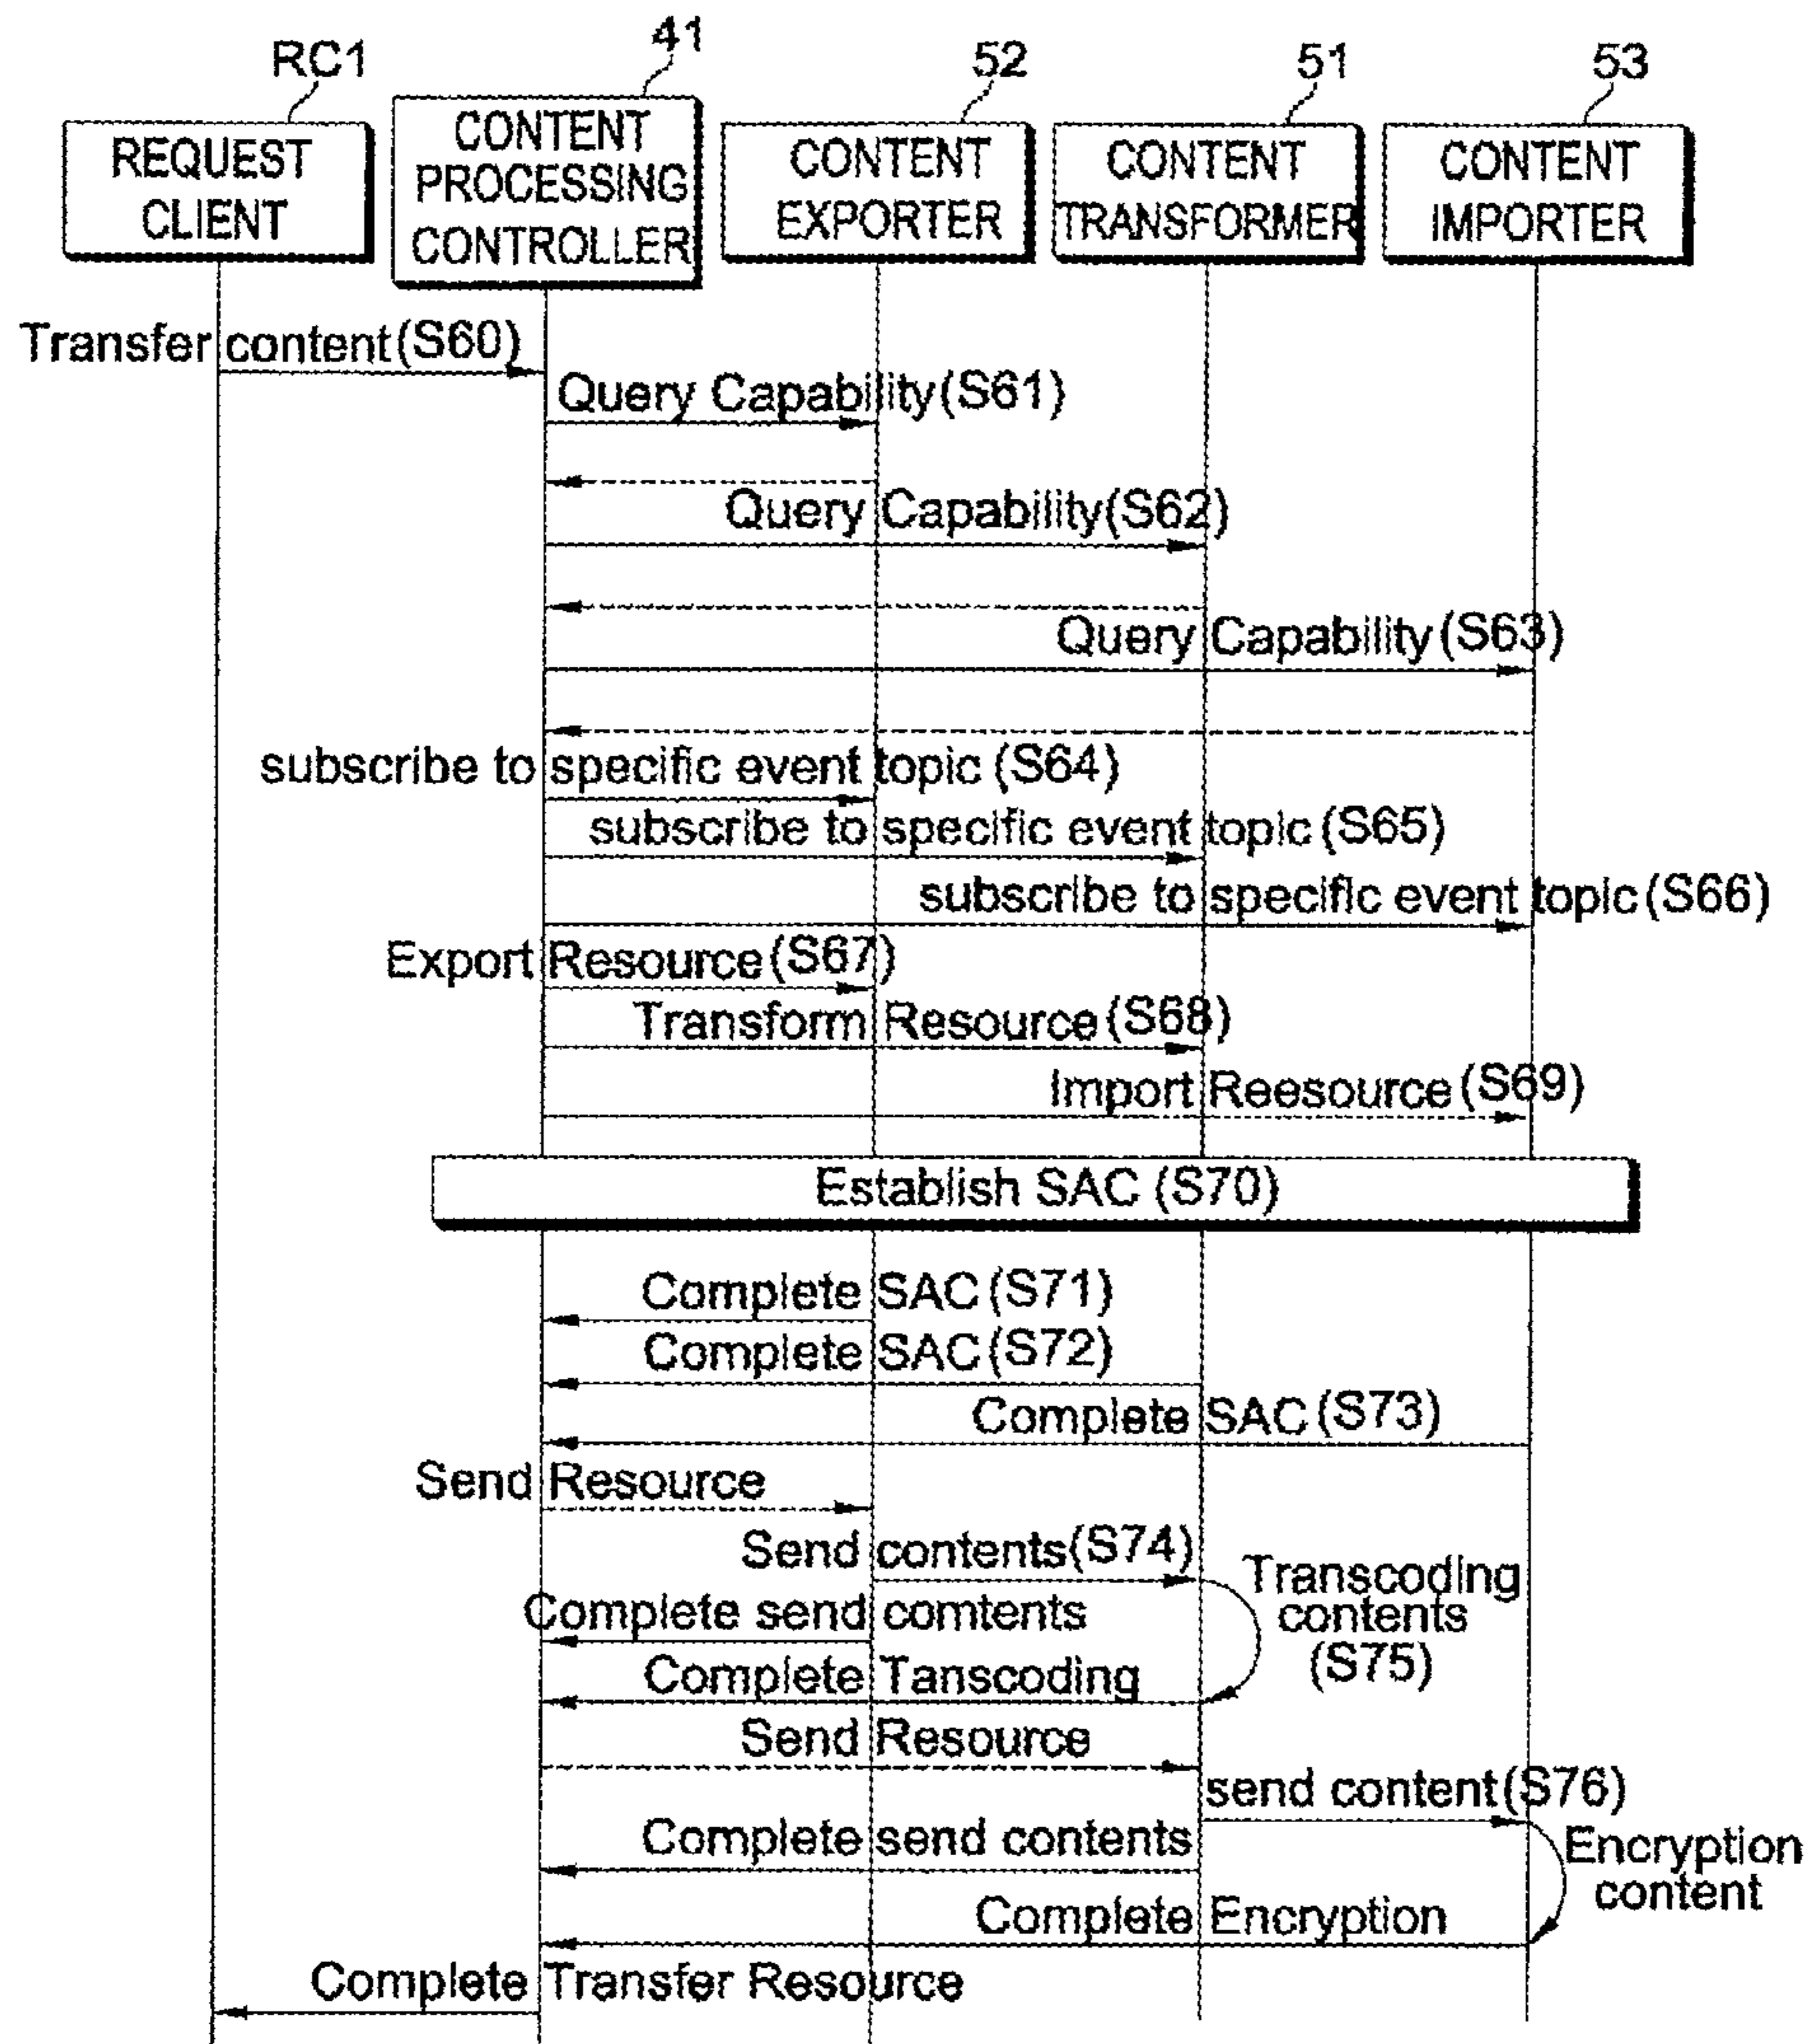 RC1
41
52
51
53
REQUEST
CLIENT
CONTENT
PROCESSING
CONTROLLER
CONTENT
EXPORTER
CONTENT
TRANSFORMER
CONTENT
IMPORTER
Transfer content(S60)
Query Capability(S61)
Query Capability(S62)
Query Capability(S63)
subscribe to specific event topic (S64)
subscribe to specific event topic (S65)
subscribe to specific event topic (S66)
Export Resource(S67)
Transform Resource(S68)
Import Reesource(S69)
Establish SAC (S70)
Complete SAC(S71)
Complete SAC(S72)
Complete SAC(S73)
Send Resource
Send contents(S74)
Transcoding
contents
(S75)
Complete send comtents
Complete Tanscoding
Send Resource
send content(S76)
Complete send contents
Encryption
content
Complete Encryption
Complete Transfer Resource